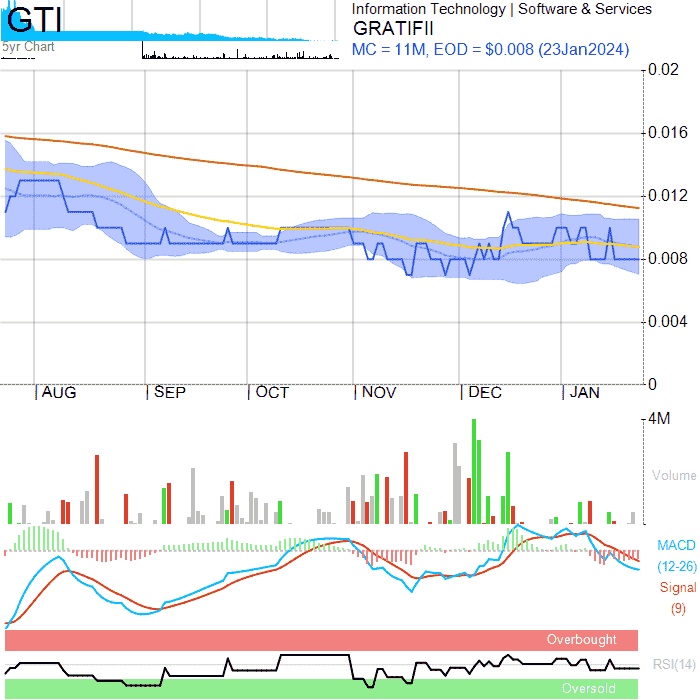 GTI
5yr Chart
Information Technology | Software & Services
GRATIFII
MC = 11M, EOD = $0.008 (23Jan2024)
0.02
0.016
0.012
0.008
0.004
0
AUG SEP OCT NOV DEC JAN
4M
Volume
MACD
(12-26)
Signal
(9)
Overbought
RSI(14)
Oversold